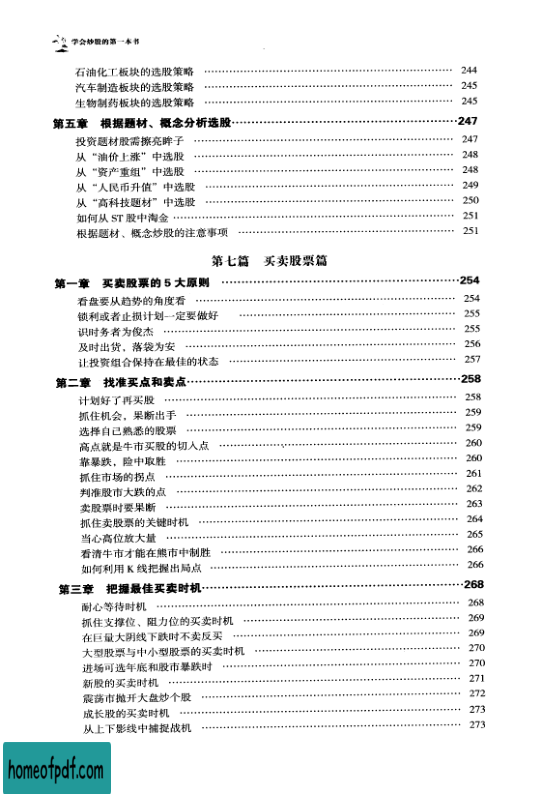 学会炒股的第一本书
石油化工板块的选股策略 …… 244
汽车制造板块的选股策略 …… 245
生物制药板块的选股策略 …… 245
第五章 根据题材、概念分析选股 …… 247
投资题材股需擦亮眸子 …… 247
从“油价上涨”中选股 …… 248
从“资产重组”中选股 …… 248
从“人民币升值”中选股 …… 249
从“高科技题材”中选股 …… 250
如何从 ST 股中淘金 …… 251
根据题材、概念炒股的注意事项 …… 251
第七篇 买卖股票篇
第一章 买卖股票的 5 大原则 …… 254
看盘要从趋势的角度看 …… 254
锁利或者止损计划一定要做好 …… 255
识时务者为俊杰 …… 255
及时出货，落袋为安 …… 256
让投资组合保持在最佳的状态 …… 257
第二章 找准买点和卖点 …… 258
计划好了再买股 …… 258
抓住机会，果断出手 …… 259
选择自己熟悉的股票 …… 259
高点就是牛市买股的切入点 …… 260
靠暴跌，险中取胜 …… 260
抓住市场的拐点 …… 261
判准股市大跌的点 …… 262
卖股票时要果断 …… 263
抓住卖股票的关键时机 …… 264
当心高位放大量 …… 265
看清牛市才能在熊市中制胜 …… 266
如何利用 K 线把握出局点 …… 266
第三章 把握最佳买卖时机 …… 268
耐心等待时机 …… 268
抓住支撑位、阻力位的买卖时机 …… 269
在巨量大阴线下跌时不卖反买 …… 269
大型股票与中小型股票的买卖时机 …… 270
进场可选年底和股市暴跌时 …… 270
新股的买卖时机 …… 271
震荡市抛开大盘炒个股 …… 272
成长股的买卖时机 …… 273
从上下影线中捕捉战机 …… 273
homeofpdf.com